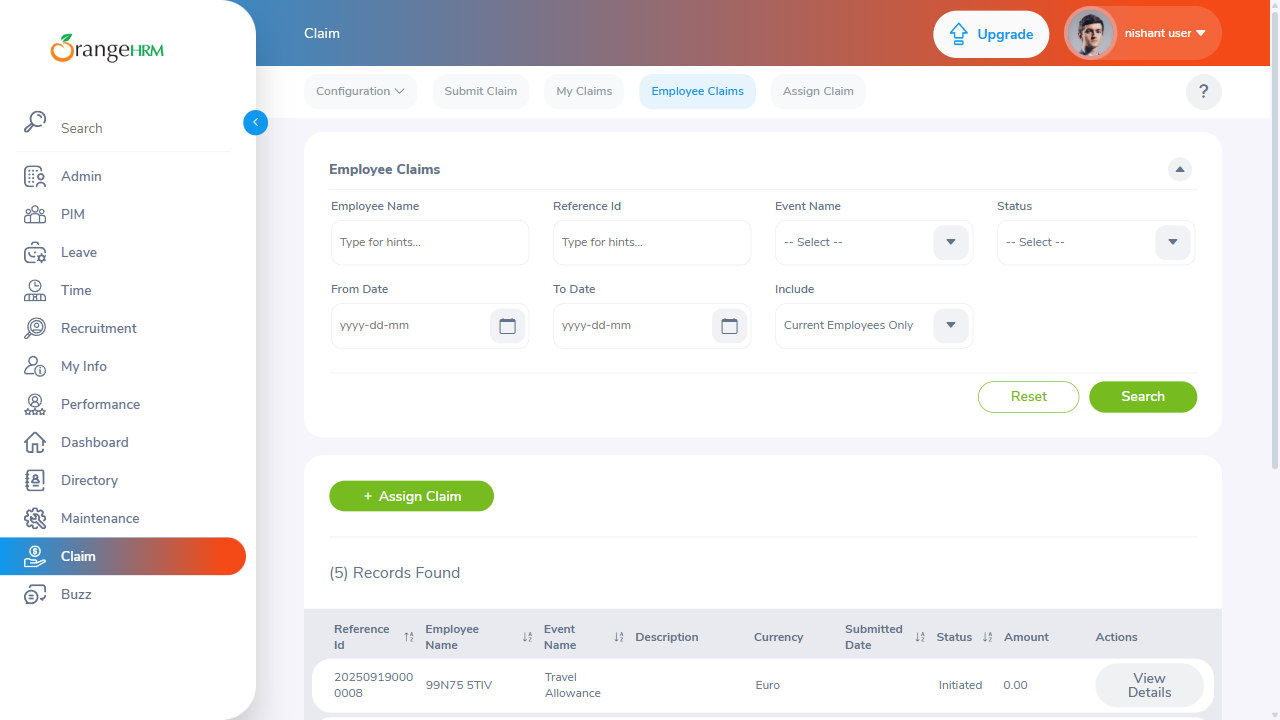 OrangeHRM
Claim
Upgrade
nishant user
Search
Admin
PIM
Leave
Time
Recruitment
My Info
Performance
Dashboard
Directory
Maintenance
Claim
Buzz
Configuration
Submit Claim
My Claims
Employee Claims
Assign Claim
?
Employee Claims
Employee Name
Reference Id
Event Name
Status
Type for hints...
Type for hints...
-- Select --
-- Select --
From Date
To Date
Include
yyyy-dd-mm
yyyy-dd-mm
Current Employees Only
Reset
Search
+ Assign Claim
(5) Records Found
Reference
Id
Employee
Name
Event
Name
Description
Currency
Submitted
Date
Status
Amount
Actions
20250919000
0008
99N75 5TIV
Travel
Allowance
Euro
Initiated
0.00
View
Details